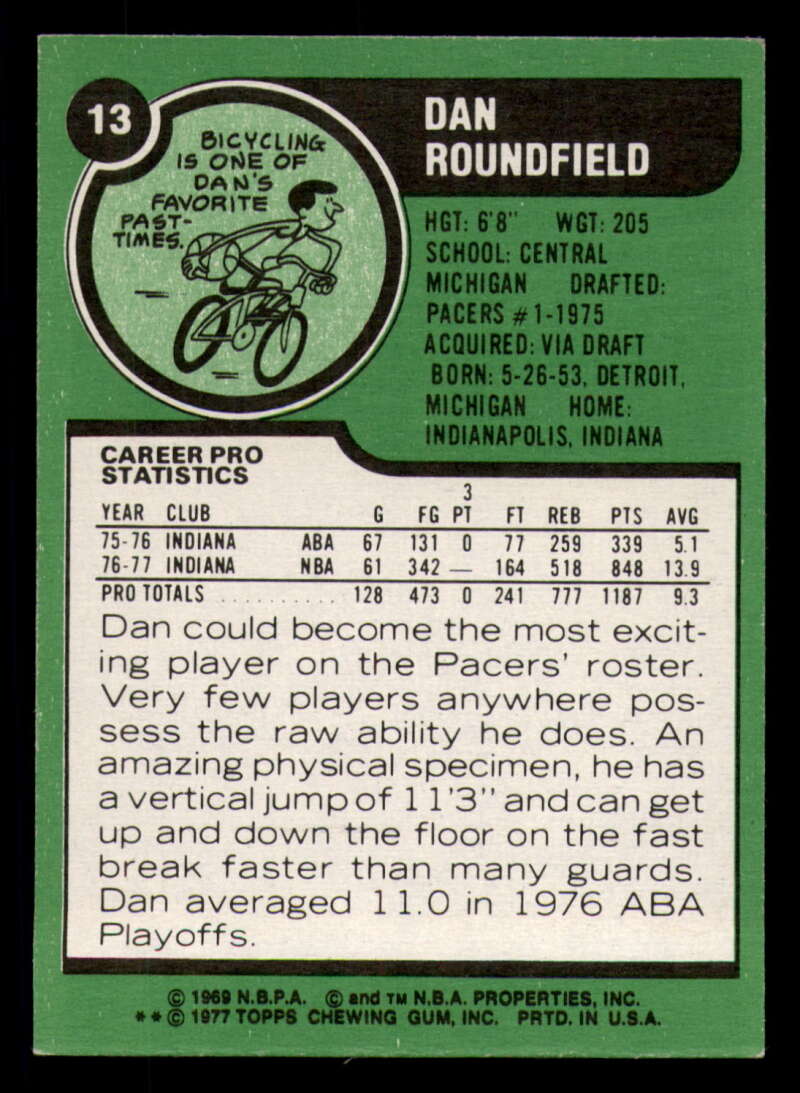 13
BICYCLING
IS ONE OF
DAN'S
FAVORITE
PAST-
TIMES.
DAN
ROUNDFIELD
HGT: 6'8" WGT: 205
SCHOOL: CENTRAL
MICHIGAN DRAFTED:
PACERS #1-1975
ACQUIRED: VIA DRAFT
BORN: 5-26-53, DETROIT,
MICHIGAN HOME:
INDIANAPOLIS, INDIANA
CAREER PRO
STATISTICS
YEAR CLUB G FG 3 PT FT REB PTS AVG
75-76 INDIANA ABA 67 131 0 77 259 339 5.1
76-77 INDIANA NBA 61 342 — 164 518 848 13.9
PRO TOTALS .......... 128 473 0 241 777 1187 9.3
Dan could become the most excit-
ing player on the Pacers' roster.
Very few players anywhere pos-
sess the raw ability he does. An
amazing physical specimen, he has
a vertical jump of 11'3" and can get
up and down the floor on the fast
break faster than many guards.
Dan averaged 11.0 in 1976 ABA
Playoffs.
© 1969 N.B.P.A. © and TM N.B.A. PROPERTIES, INC.
**© 1977 TOPPS CHEWING GUM, INC. PRTD. IN U.S.A.